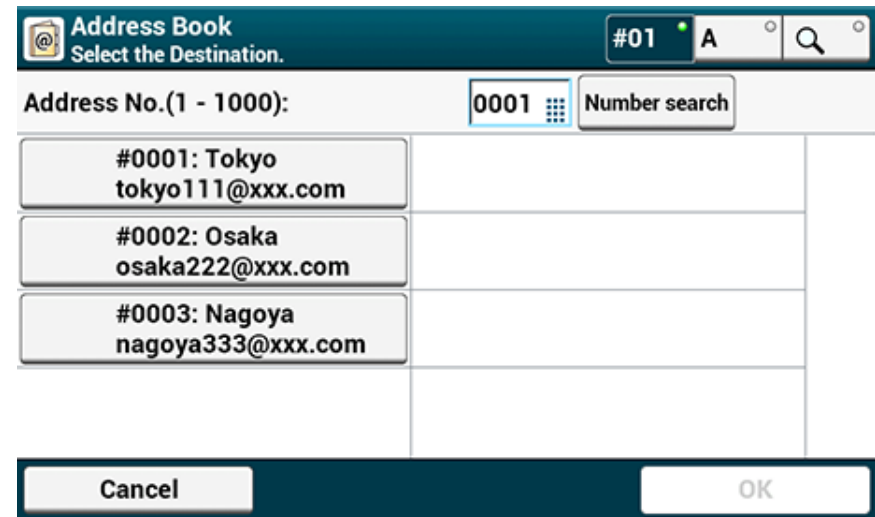 Address Book
Select the Destination.
#01
A
Address No.(1 - 1000):
0001
Number search
#0001: Tokyo
tokyo111@xxx.com
#0002: Osaka
osaka222@xxx.com
#0003: Nagoya
nagoya333@xxx.com
Cancel
OK